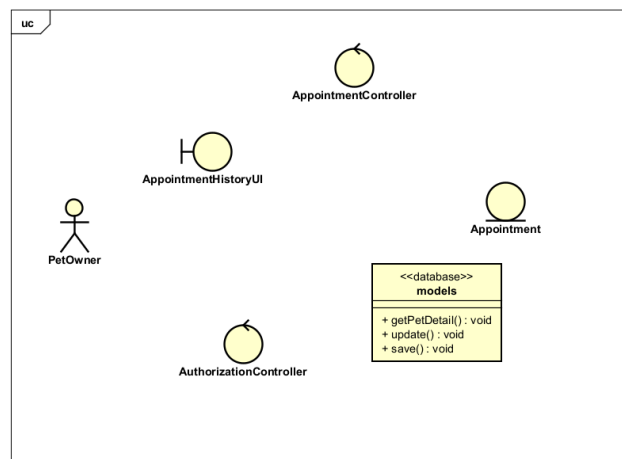 uc
AppointmentController
AppointmentHistoryUI
PetOwner
Appointment
<<database>>
models
+ getPetDetail() : void
+ update() : void
+ save() : void
AuthorizationController